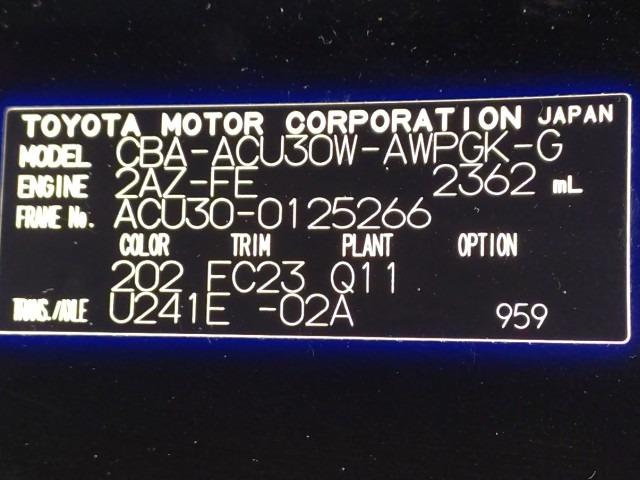 TOYOTA MOTOR CORPORATION JAPAN
MODEL CBA-ACU30W-AWPGK-G
ENGINE 2AZ-FE 2362 mL
FRAME No. ACU30-0125266
COLOR TRIM PLANT OPTION
202 FC23 Q11
TRANS./AXLE U241E -02A 959